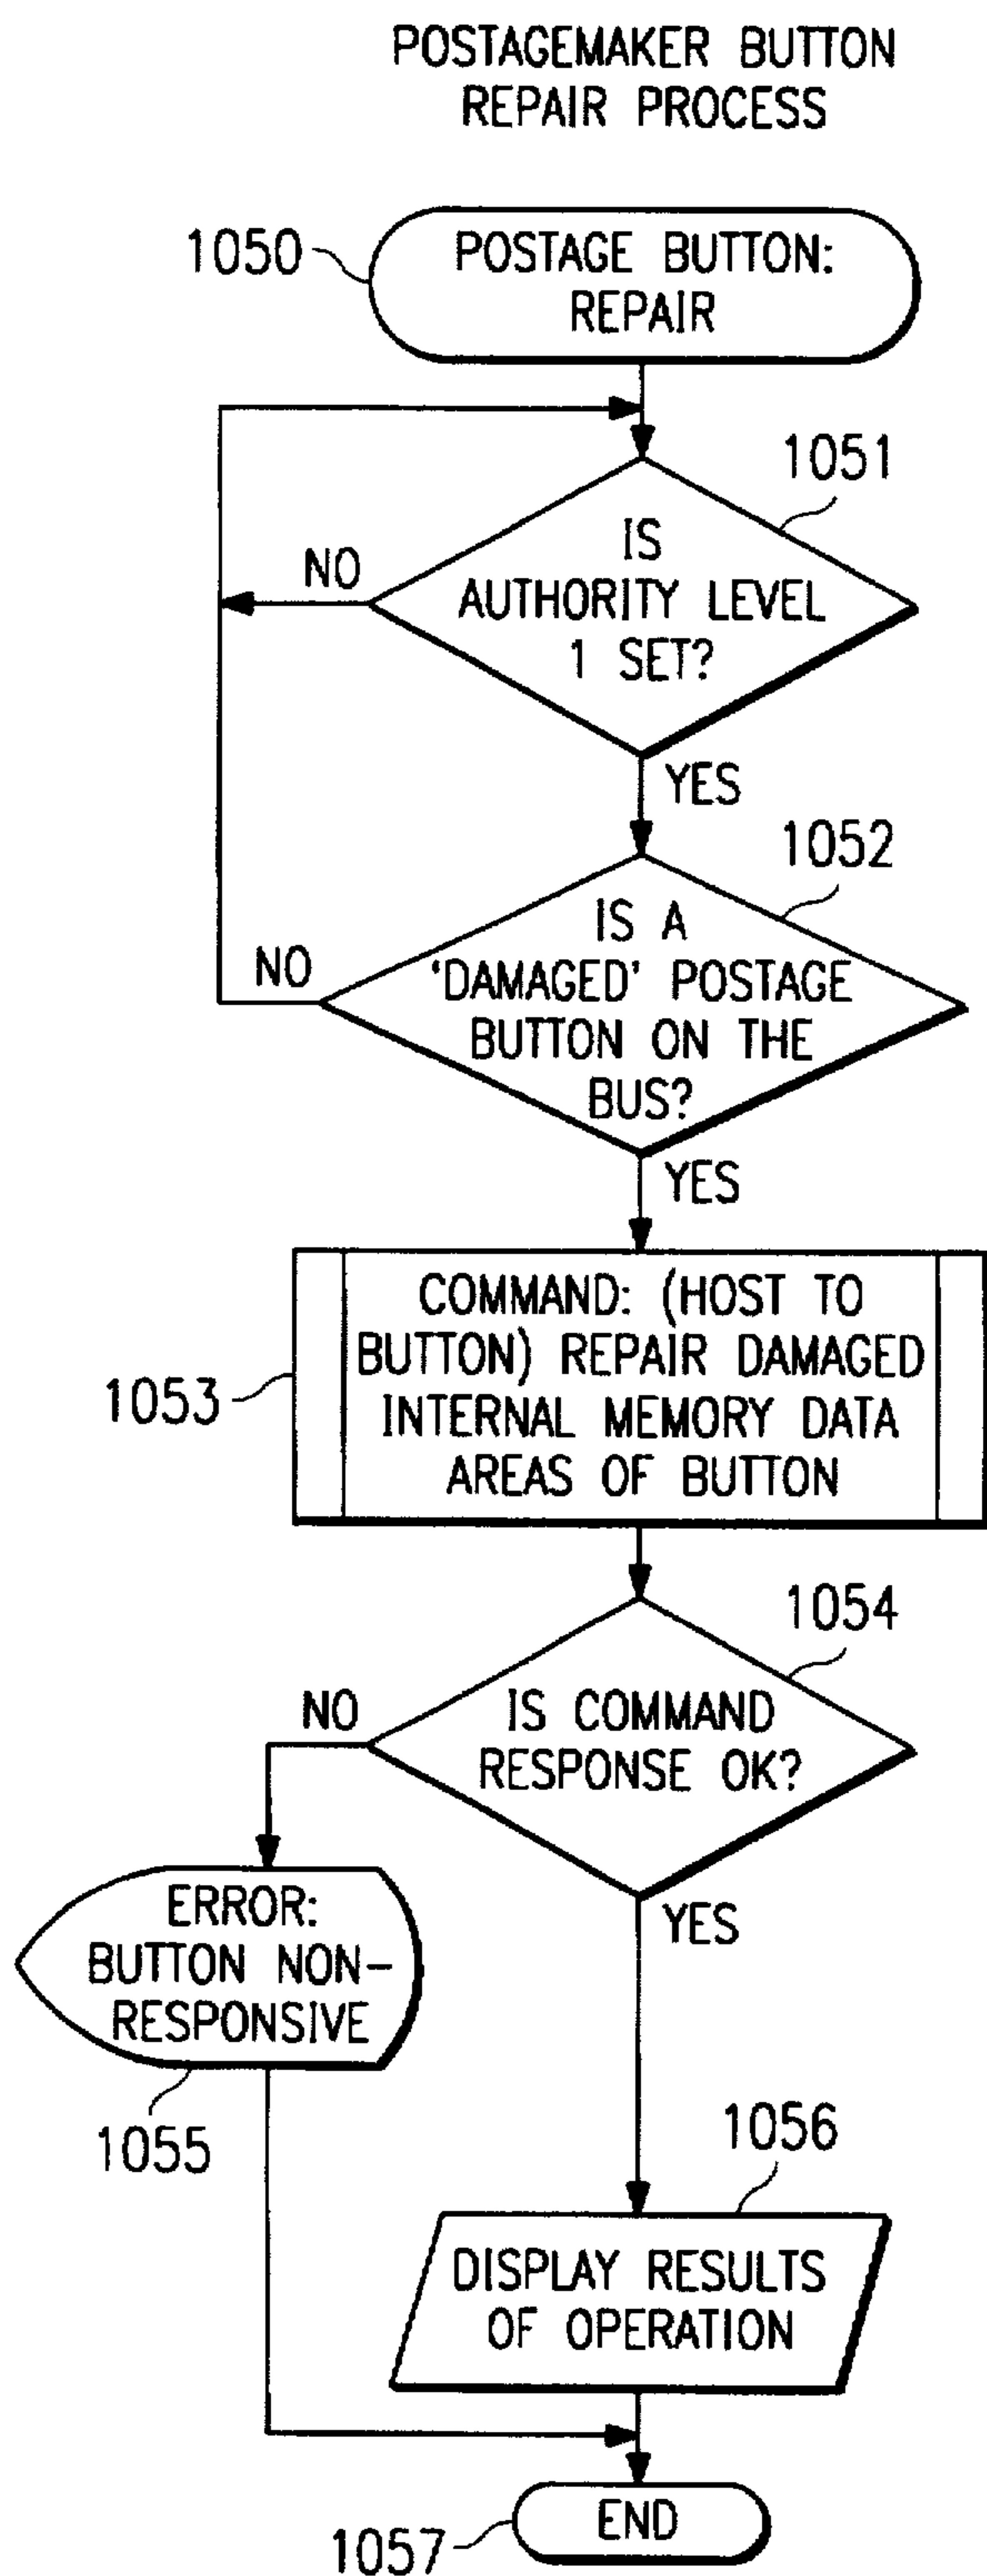 POSTAGEMAKER BUTTON
REPAIR PROCESS
1050
POSTAGE BUTTON:
REPAIR
1051
IS
AUTHORITY LEVEL
1 SET?
NO
YES
1052
IS A
'DAMAGED' POSTAGE
BUTTON ON THE
BUS?
NO
YES
COMMAND: (HOST TO
BUTTON) REPAIR DAMAGED
INTERNAL MEMORY DATA
AREAS OF BUTTON
1053
1054
IS COMMAND
RESPONSE OK?
NO
YES
ERROR:
BUTTON NON-
RESPONSIVE
1055
1056
DISPLAY RESULTS
OF OPERATION
END
1057